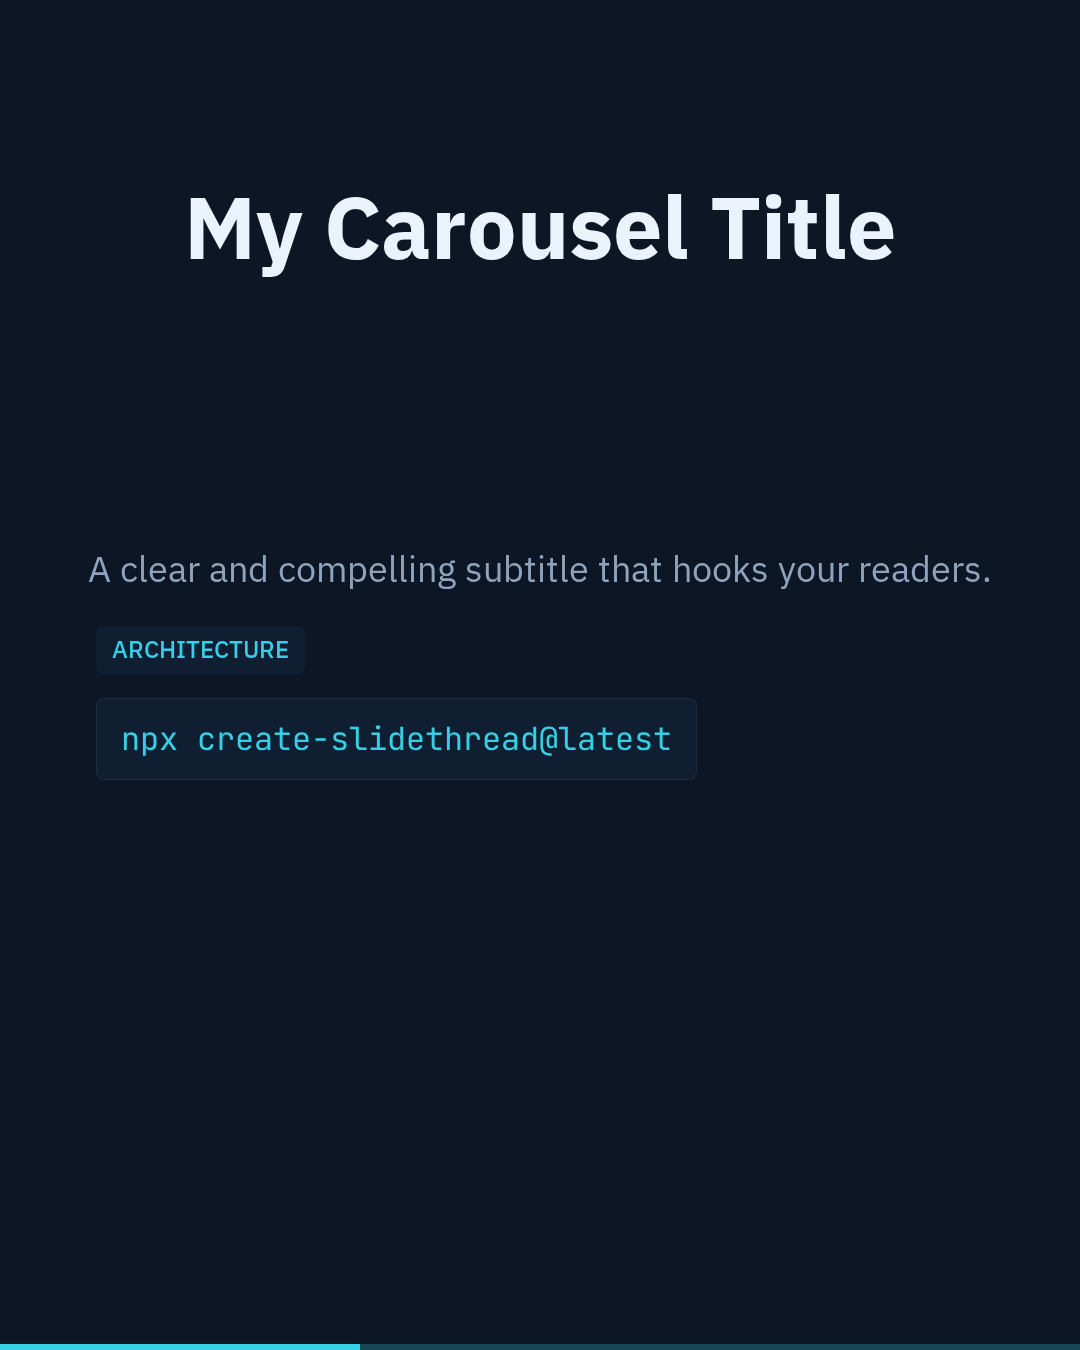 My Carousel Title
A clear and compelling subtitle that hooks your readers.
ARCHITECTURE
npx create-slidethread@latest